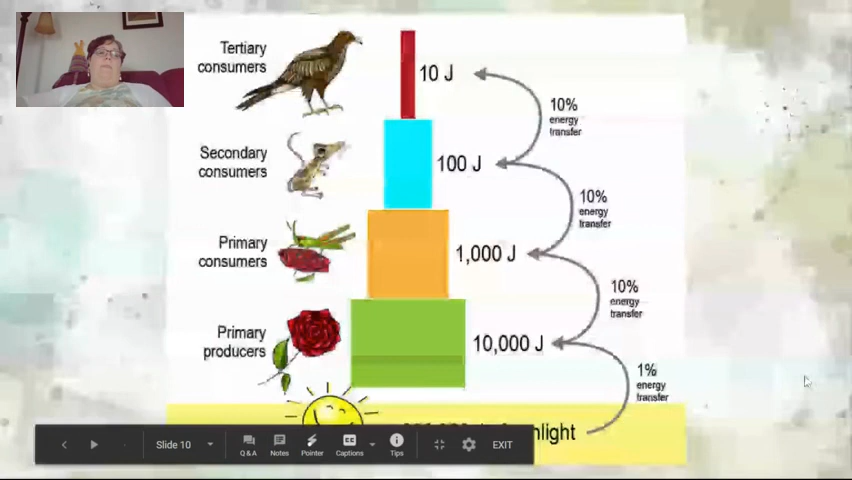 Tertiary
consumers
10 J
10%
energy
transfer
Secondary
consumers
100 J
10%
energy
transfer
Primary
consumers
1,000 J
10%
energy
transfer
Primary
producers
10,000 J
1%
energy
transfer
nlight
Slide 10
Q&A
Notes
Pointer
CC
Captions
Tips
EXIT